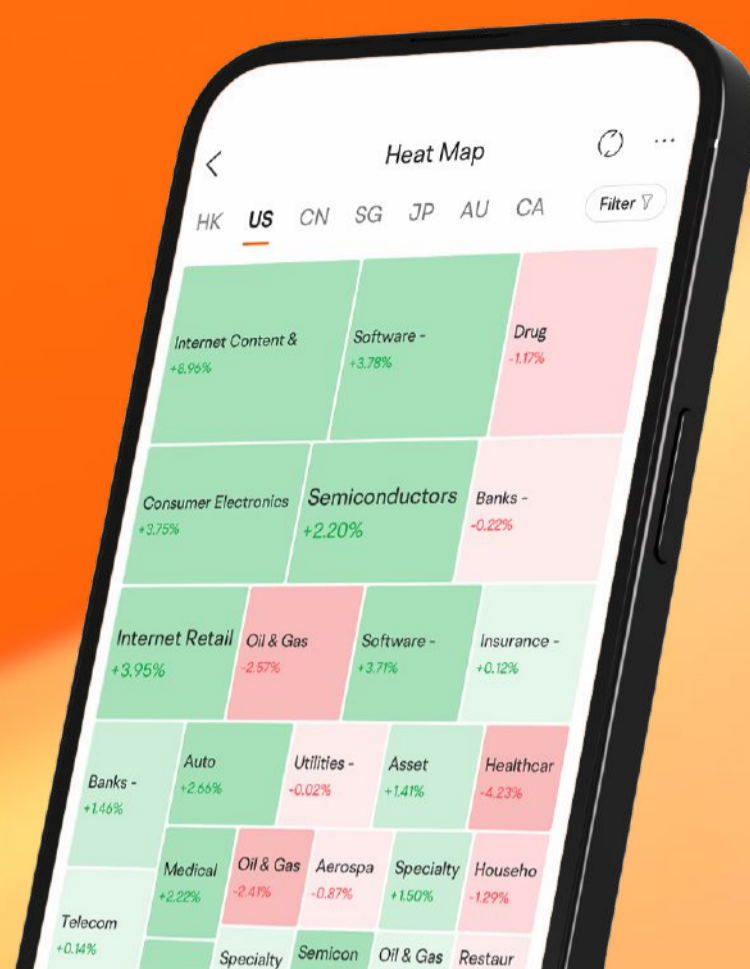 Heat Map
HK US CN SG JP AU CA Filter
Internet Content &
+8.96%
Software -
+3.78%
Drug
-1.17%
Consumer Electronics
+3.75%
Semiconductors
+2.20%
Banks -
-0.22%
Internet Retail
+3.95%
Oil & Gas
-2.57%
Software -
+3.71%
Insurance -
+0.12%
Banks -
+1.46%
Auto
+2.66%
Utilities -
-0.02%
Asset
+1.41%
Healthcar
-4.23%
Medical
+2.22%
Oil & Gas
-2.41%
Aerospa
-0.87%
Specialty
+1.50%
Househo
-1.29%
Telecom
+0.14%
Specialty
Semicon
Oil & Gas
Restaur